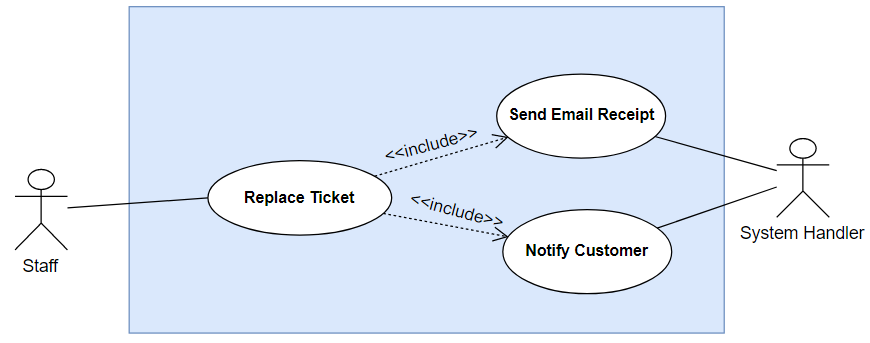 Send Email Receipt
<<include>>
Replace Ticket
<<include>>
Notify Customer
Staff
System Handler